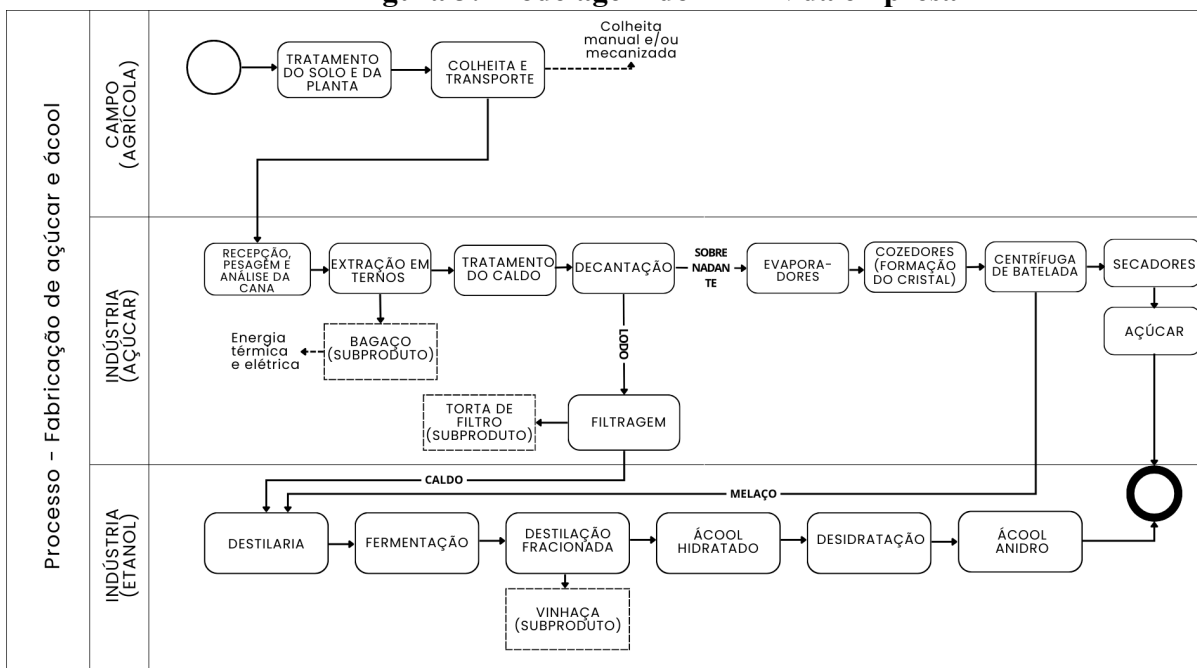 Colheita
manual e/ou
mecanizada
TRATAMENTO
DO SOLO E DA
PLANTA
COLHEITA E
TRANSPORTE
CAMPO
(AGRÍCOLA)
Processo - Fabricação de açúcar e ácool
INDÚSTRIA
(AÇÚCAR)
RECEPÇÃO,
PESAGEM E
ANÁLISE DA
CANA
EXTRAÇÃO EM
TERNOS
TRATAMENTO
DO CALDO
DECANTAÇÃO
SOBRE
NADAN
TE
EVAPORA-
DORES
COZEDORES
(FORMAÇÃO
DO CRISTAL)
CENTRÍFUGA
DE BATELADA
SECADORES
AÇÚCAR
Energia
térmica
e elétrica
BAGAÇO
(SUBPRODUTO)
LODO
TORTA DE
FILTRO
(SUBPRODUTO)
FILTRAGEM
CALDO
MELAÇO
INDÚSTRIA
(ETANOL)
DESTILARIA
FERMENTAÇÃO
DESTILAÇÃO
FRACIONADA
ÁCOOL
HIDRATADO
DESIDRATAÇÃO
ÁCOOL
ANIDRO
VINHAÇA
(SUBPRODUTO)